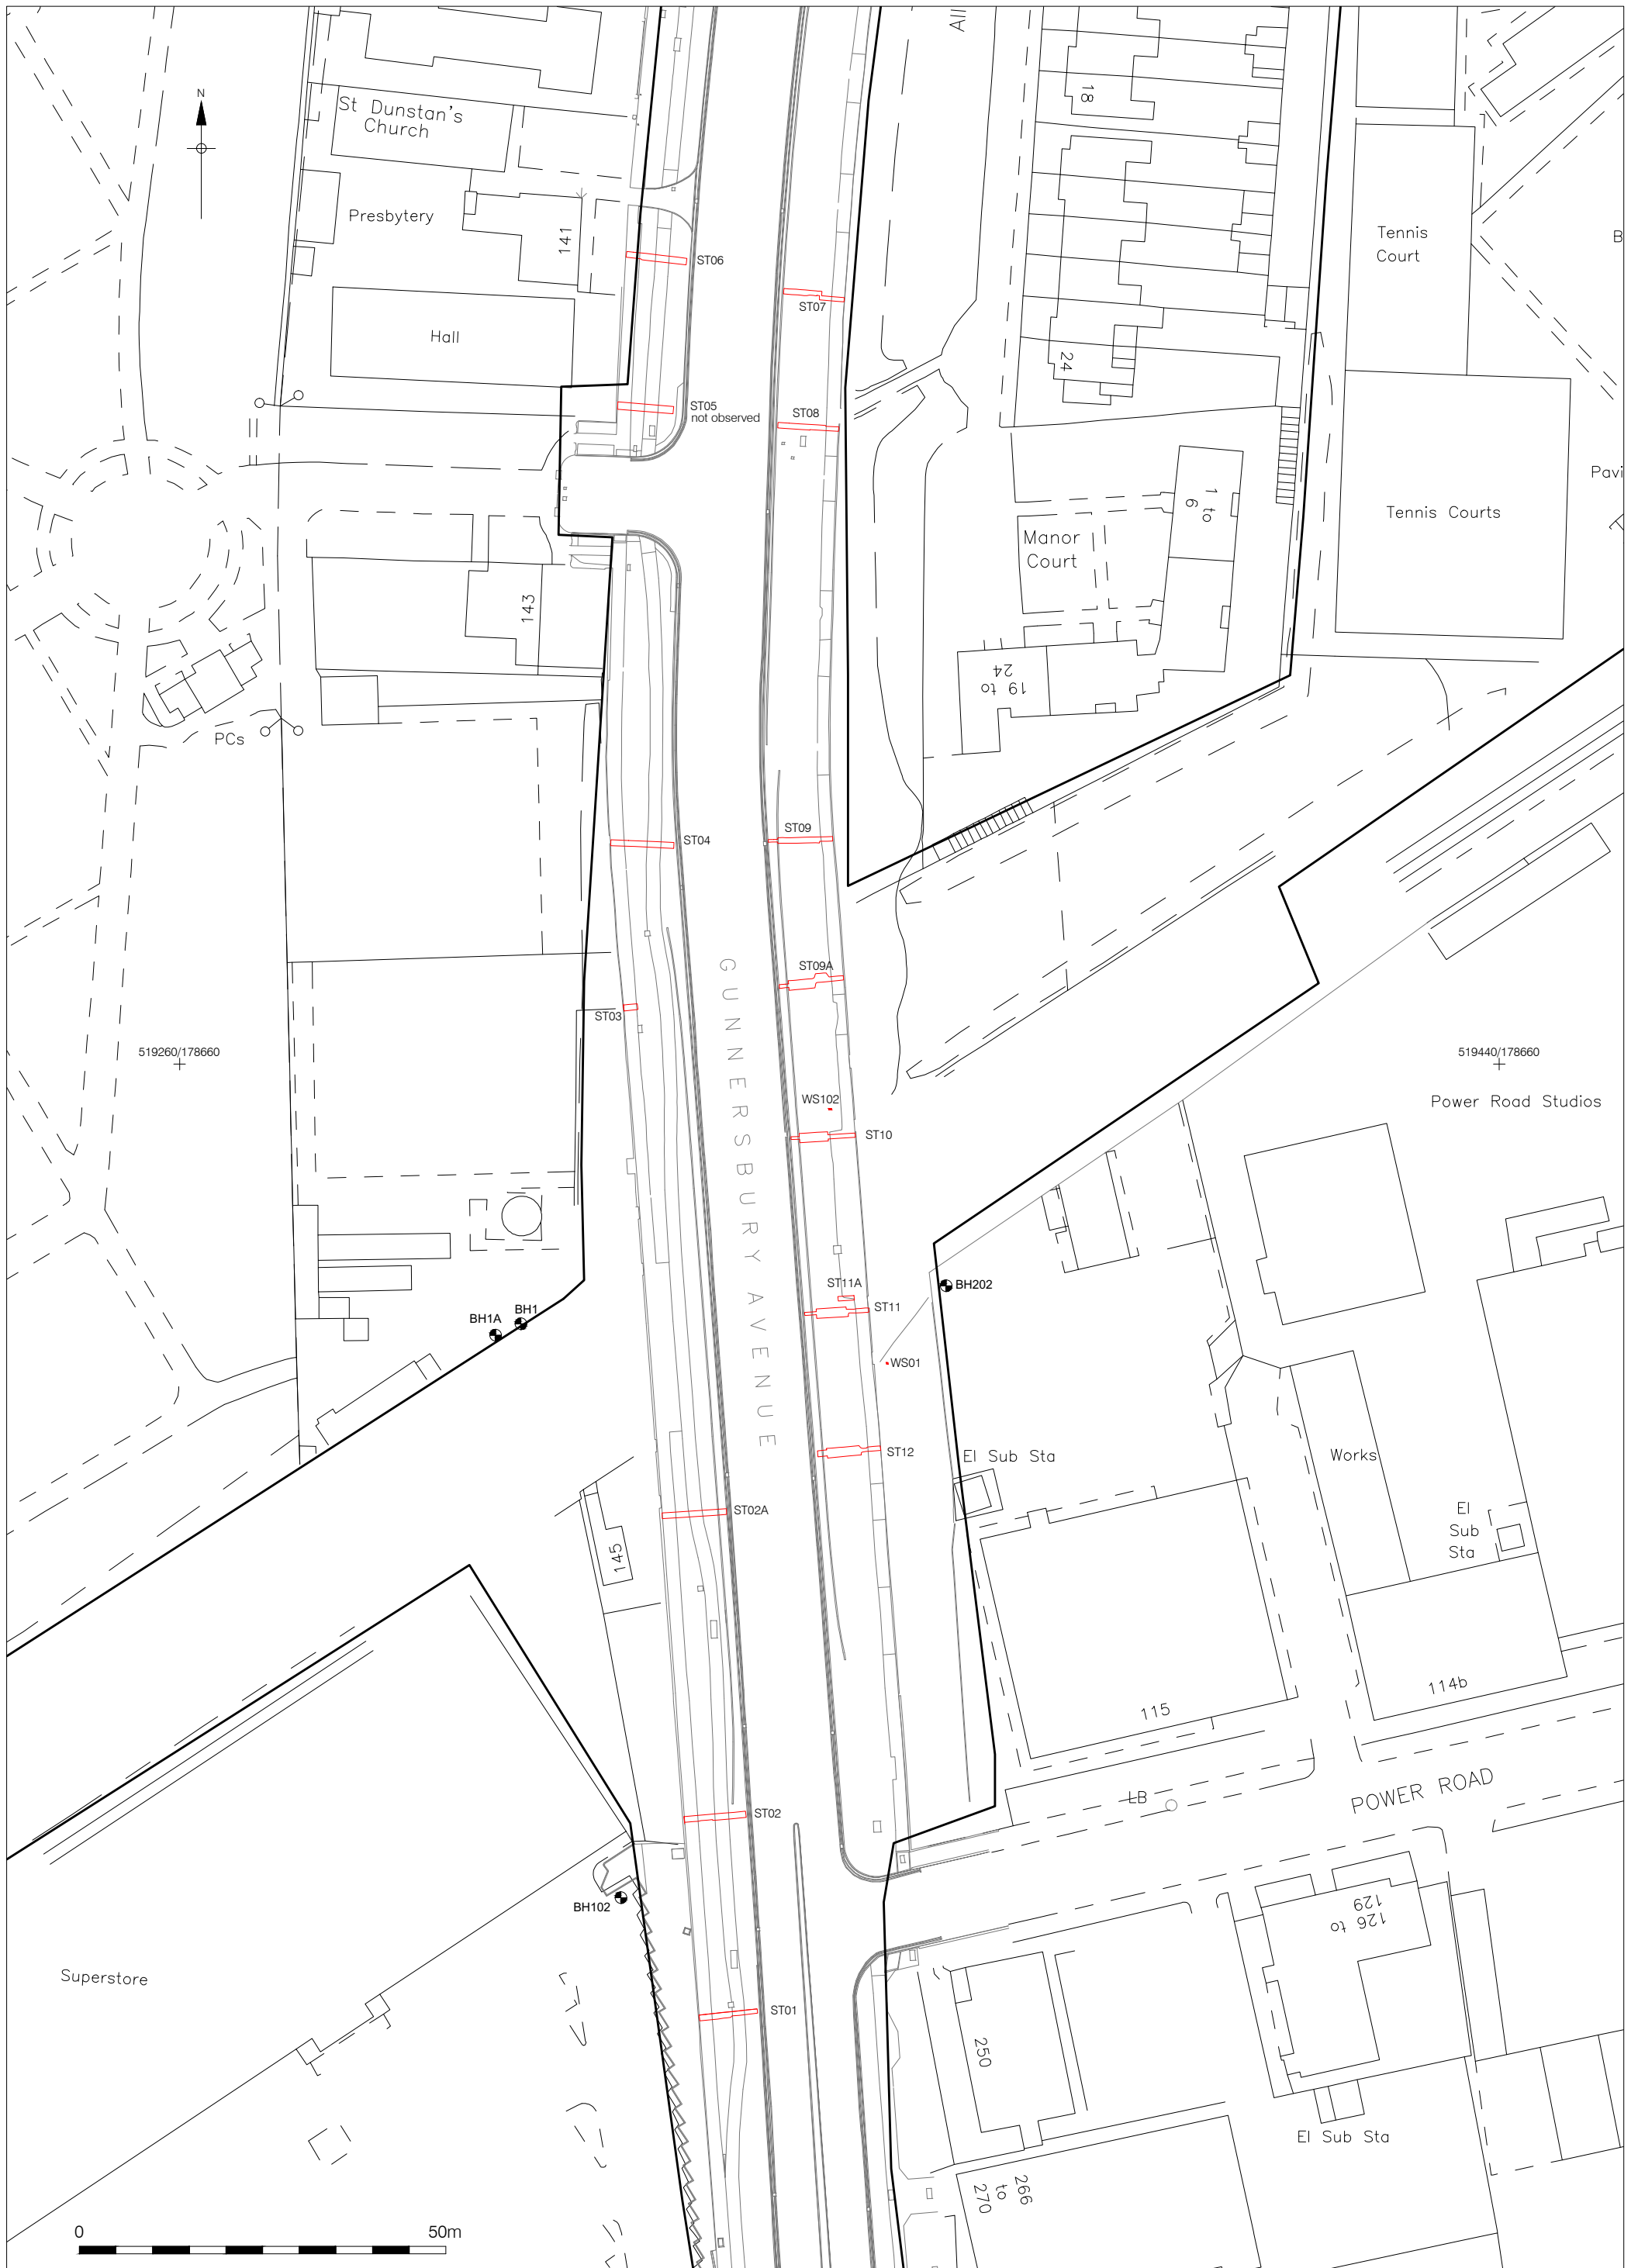 All
N
St Dunstan's
Church
18
Presbytery
141
Tennis
Court
B
ST06
ST07
Hall
24
ST05
not observed
ST08
1 to
6
Pavi
Tennis Courts
Manor
Court
143
19 to
24
PCs
ST04
ST09
ST09A
GUNNERSBURY AVENUE
ST03
519260/178660
519440/178660
WS102
Power Road Studios
ST10
ST11A
BH202
ST11
BH1
BH1A
WS01
ST12
El Sub Sta
Works
ST02A
El
Sub
Sta
145
115
114b
LB
POWER ROAD
ST02
BH102
126 to
129
Superstore
ST01
250
El Sub Sta
266
to
270
0
50m